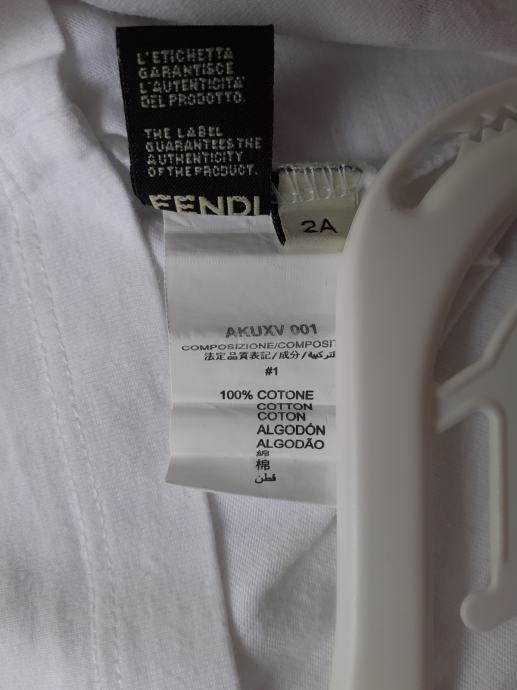 L'ETICHETTA
GARANTISCE
L'AUTENTICITA'
DEL PRODOTTO.
THE LABEL
GUARANTEES THE
AUTHENTICITY
OF THE PRODUCT.
FENDI
2A
AKUXV 001
COMPOSIZIONE/COMPOSIT
法定品質表記/成分/التركيبة
#1
100% COTONE
COTTON
COTON
ALGODÓN
ALGODÃO
綿
棉
قطن